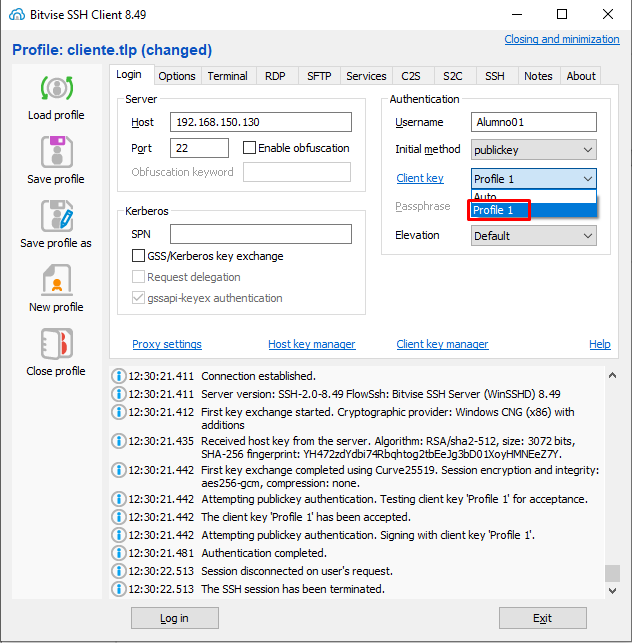 Bitvise SSH Client 8.49
Profile: cliente.tlp (changed)
Closing and minimization
Load profile
Save profile
Save profile as
New profile
Close profile
Login Options Terminal RDP SFTP Services C2S S2C SSH Notes About
Server
Host 192.168.150.130
Port 22 Enable obfuscation
Obfuscation keyword
Kerberos
SPN
GSS/Kerberos key exchange
Request delegation
gssapi-keyex authentication
Authentication
Username Alumno01
Initial method publickey
Client key Profile 1
Auto
Profile 1
Passphrase
Elevation Default
Proxy settings Host key manager Client key manager Help
12:30:21.411 Connection established.
12:30:21.411 Server version: SSH-2.0-8.49 FlowSsh: Bitvise SSH Server (WinSSHD) 8.49
12:30:21.412 First key exchange started. Cryptographic provider: Windows CNG (x86) with
additions
12:30:21.435 Received host key from the server. Algorithm: RSA/sha2-512, size: 3072 bits,
SHA-256 fingerprint: YH472zdYdbi74Rbqhtog2tbEeJg3bD01XoyHMNEeZ7Y.
12:30:21.442 First key exchange completed using Curve25519. Session encryption and integrity:
aes256-gcm, compression: none.
12:30:21.442 Attempting publickey authentication. Testing client key 'Profile 1' for acceptance.
12:30:21.442 The client key 'Profile 1' has been accepted.
12:30:21.442 Attempting publickey authentication. Signing with client key 'Profile 1'.
12:30:21.481 Authentication completed.
12:30:22.513 Session disconnected on user's request.
12:30:22.513 The SSH session has been terminated.
Log in Exit